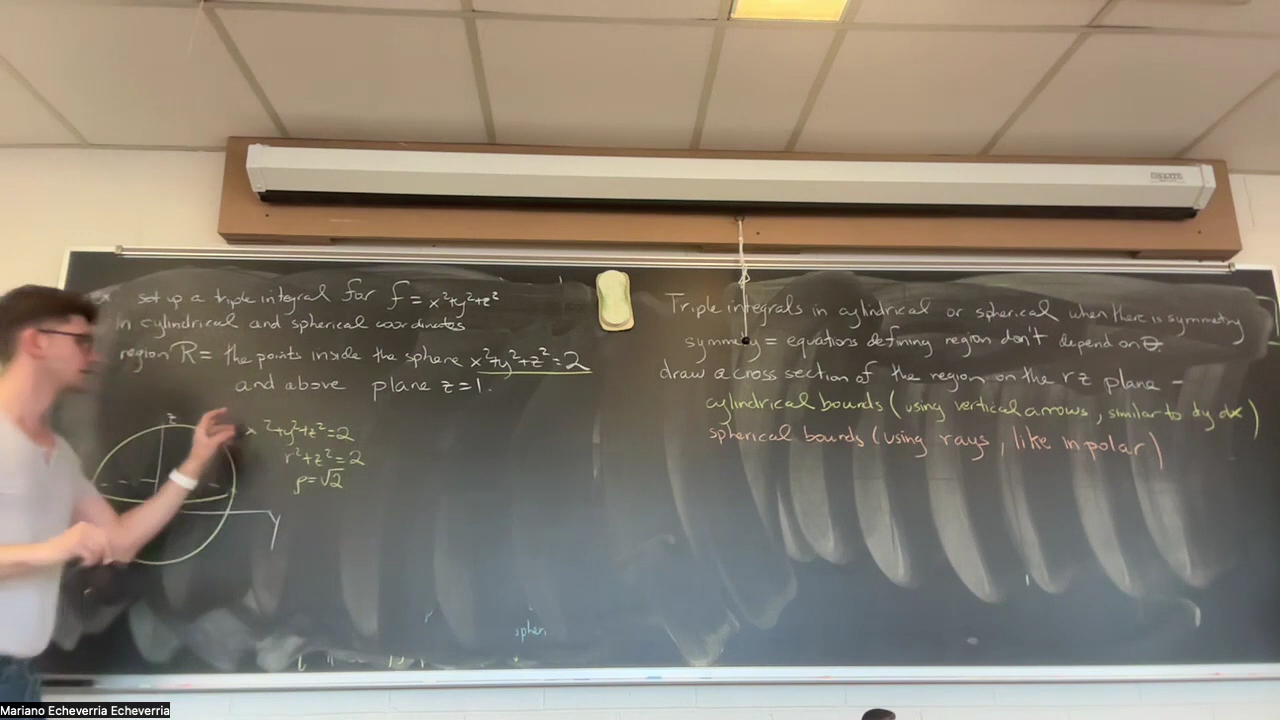 set up a triple integral for f = x²+y²+z²
in cylindrical and spherical coordinates
region R = the points inside the sphere x²+y²+z²=2
and above plane z=1.
z
y
x²+y²+z²=2
r²+z²=2
ρ=√2
spheri
Triple integrals in cylindrical or spherical when there is symmetry
symmetry = equations defining region don't depend on θ.
draw a cross section of the region on the rz plane -
cylindrical bounds (using vertical arrows, similar to dy dx)
spherical bounds (using rays, like in polar)
Mariano Echeverria Echeverria